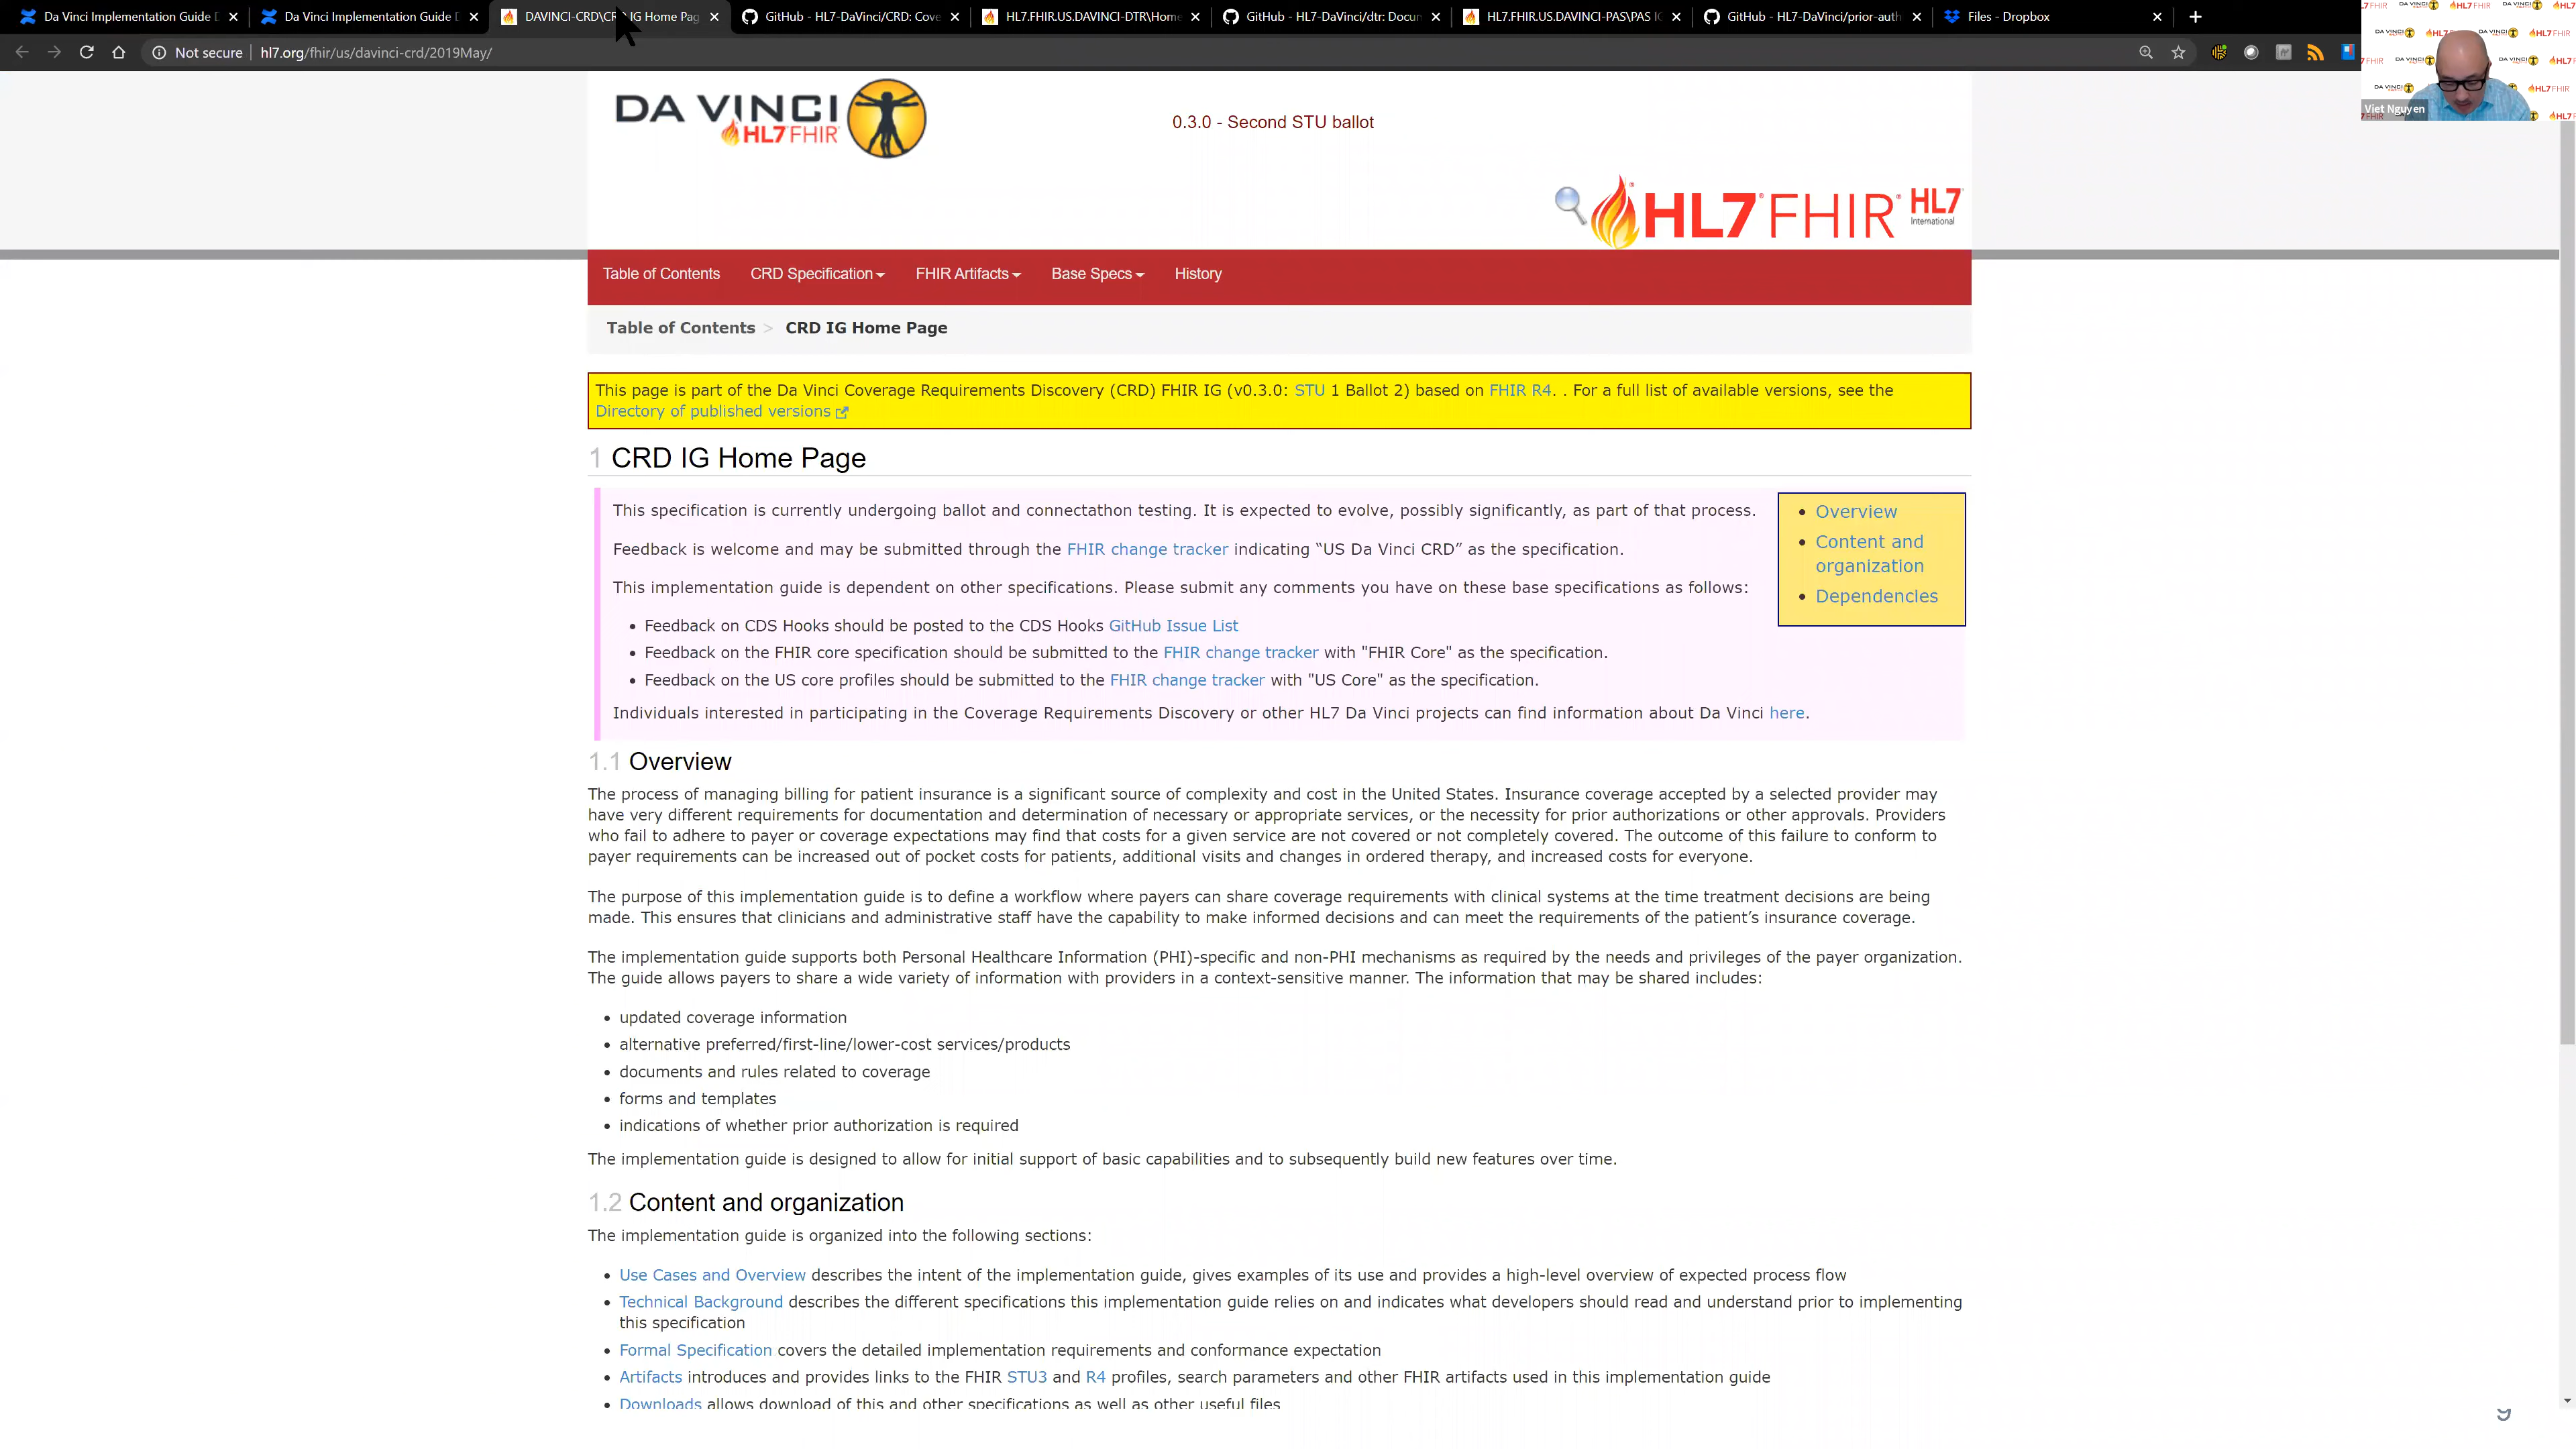 Da Vinci Implementation Guide D
Da Vinci Implementation Guide D
DAVINCI-CRD\CRD IG Home Pag
GitHub - HL7-DaVinci/CRD: Cove
HL7.FHIR.US.DAVINCI-DTR\Home
GitHub - HL7-DaVinci/dtr: Docum
HL7.FHIR.US.DAVINCI-PAS\PAS IG
GitHub - HL7-DaVinci/prior-auth
Files - Dropbox
Not secure
hl7.org/fhir/us/davinci-crd/2019May/
Viet Nguyen
DA VINCI
HL7 FHIR
0.3.0 - Second STU ballot
HL7 FHIR
HL7 International
Table of Contents CRD Specification FHIR Artifacts Base Specs History
Table of Contents > CRD IG Home Page
This page is part of the Da Vinci Coverage Requirements Discovery (CRD) FHIR IG (v0.3.0: STU 1 Ballot 2) based on FHIR R4. . For a full list of available versions, see the
Directory of published versions
1 CRD IG Home Page
This specification is currently undergoing ballot and connectathon testing. It is expected to evolve, possibly significantly, as part of that process.
Feedback is welcome and may be submitted through the FHIR change tracker indicating “US Da Vinci CRD” as the specification.
This implementation guide is dependent on other specifications. Please submit any comments you have on these base specifications as follows:
• Feedback on CDS Hooks should be posted to the CDS Hooks GitHub Issue List
• Feedback on the FHIR core specification should be submitted to the FHIR change tracker with "FHIR Core" as the specification.
• Feedback on the US core profiles should be submitted to the FHIR change tracker with "US Core" as the specification.
Individuals interested in participating in the Coverage Requirements Discovery or other HL7 Da Vinci projects can find information about Da Vinci here.
• Overview
• Content and
organization
• Dependencies
1.1 Overview
The process of managing billing for patient insurance is a significant source of complexity and cost in the United States. Insurance coverage accepted by a selected provider may
have very different requirements for documentation and determination of necessary or appropriate services, or the necessity for prior authorizations or other approvals. Providers
who fail to adhere to payer or coverage expectations may find that costs for a given service are not covered or not completely covered. The outcome of this failure to conform to
payer requirements can be increased out of pocket costs for patients, additional visits and changes in ordered therapy, and increased costs for everyone.
The purpose of this implementation guide is to define a workflow where payers can share coverage requirements with clinical systems at the time treatment decisions are being
made. This ensures that clinicians and administrative staff have the capability to make informed decisions and can meet the requirements of the patient’s insurance coverage.
The implementation guide supports both Personal Healthcare Information (PHI)-specific and non-PHI mechanisms as required by the needs and privileges of the payer organization.
The guide allows payers to share a wide variety of information with providers in a context-sensitive manner. The information that may be shared includes:
• updated coverage information
• alternative preferred/first-line/lower-cost services/products
• documents and rules related to coverage
• forms and templates
• indications of whether prior authorization is required
The implementation guide is designed to allow for initial support of basic capabilities and to subsequently build new features over time.
1.2 Content and organization
The implementation guide is organized into the following sections:
• Use Cases and Overview describes the intent of the implementation guide, gives examples of its use and provides a high-level overview of expected process flow
• Technical Background describes the different specifications this implementation guide relies on and indicates what developers should read and understand prior to implementing
this specification
• Formal Specification covers the detailed implementation requirements and conformance expectation
• Artifacts introduces and provides links to the FHIR STU3 and R4 profiles, search parameters and other FHIR artifacts used in this implementation guide
• Downloads allows download of this and other specifications as well as other useful files